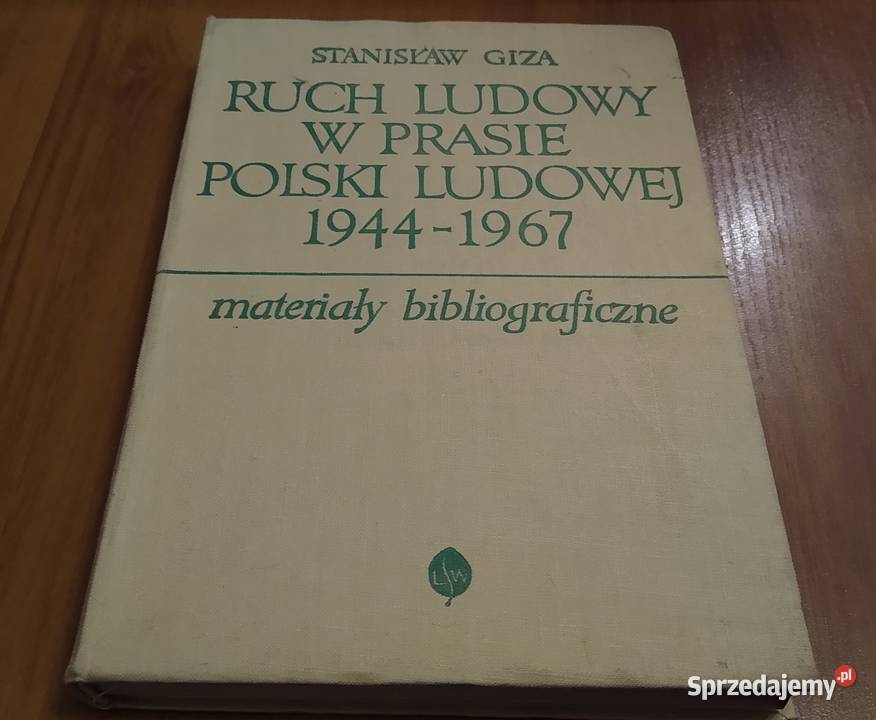 STANISŁAW GIZA
RUCH LUDOWY
W PRASIE
POLSKI LUDOWEJ
1944-1967
materiały bibliograficzne
LSW
Sprzedajemy.pl